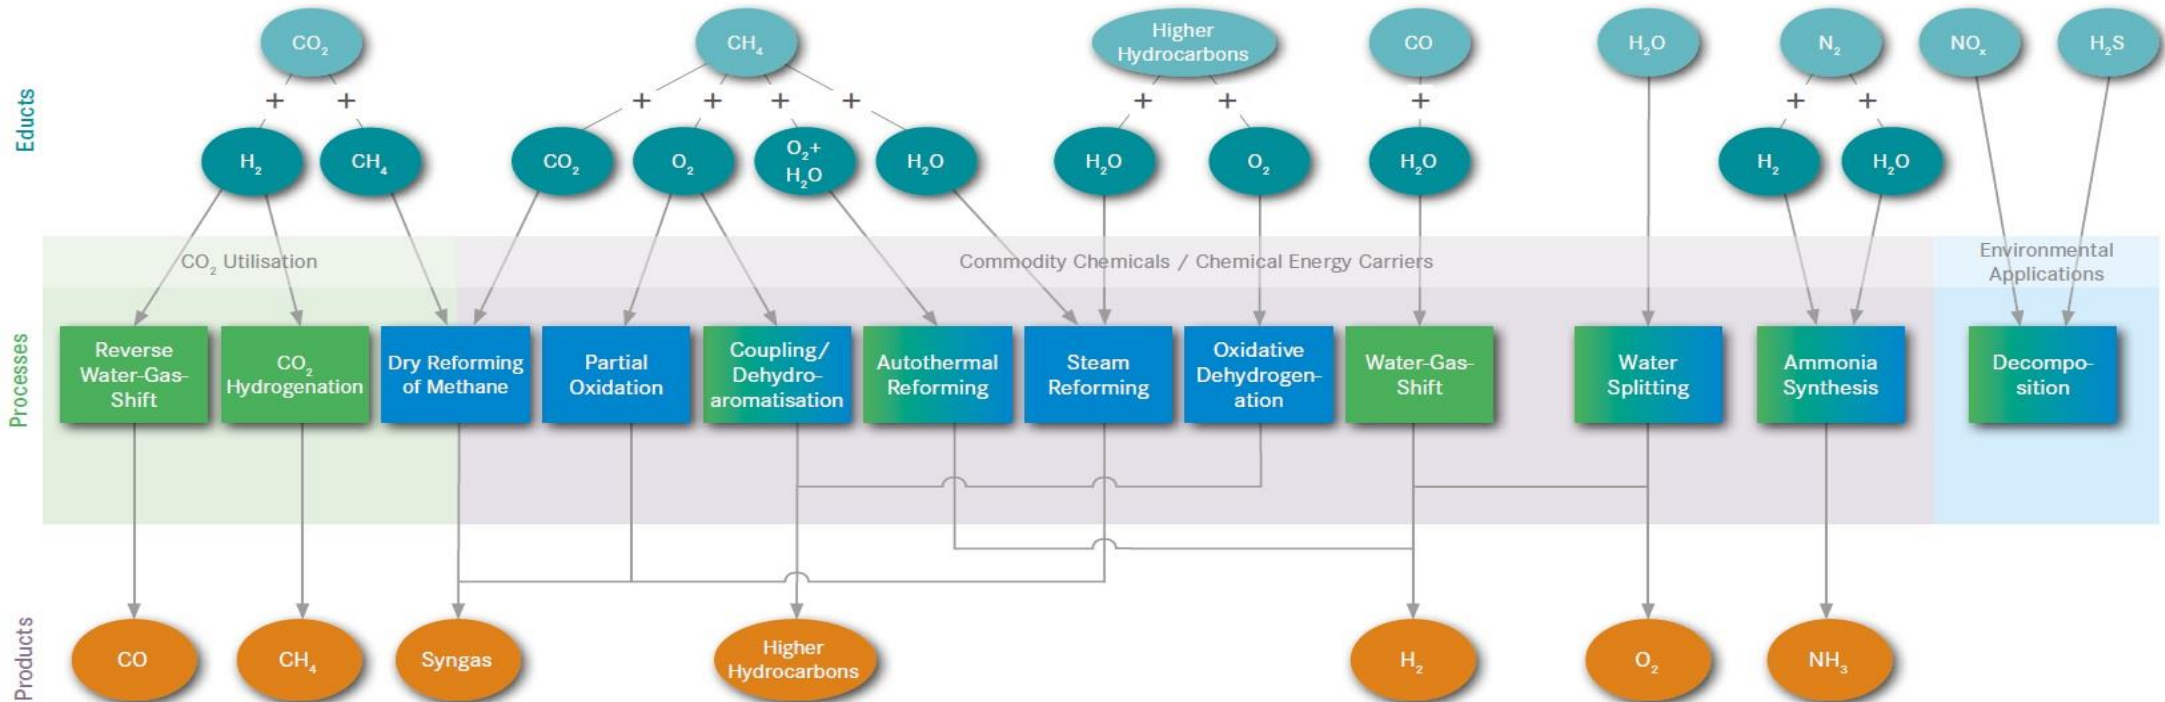 Educts
CO₂
CH₄
Higher
Hydrocarbons
CO
H₂O
N₂
NOₓ
H₂S
+
+
+
+
+
+
+
+
+
+
+
H₂
CH₄
CO₂
O₂
O₂+
H₂O
H₂O
H₂O
O₂
H₂O
H₂
H₂O
CO₂ Utilisation
Commodity Chemicals / Chemical Energy Carriers
Environmental
Applications
Processes
Reverse
Water-Gas-
Shift
CO₂
Hydrogenation
Dry Reforming
of Methane
Partial
Oxidation
Coupling/
Dehydro-
aromatisation
Autothermal
Reforming
Steam
Reforming
Oxidative
Dehydrogen-
ation
Water-Gas-
Shift
Water
Splitting
Ammonia
Synthesis
Decompo-
sition
Products
CO
CH₄
Syngas
Higher
Hydrocarbons
H₂
O₂
NH₃